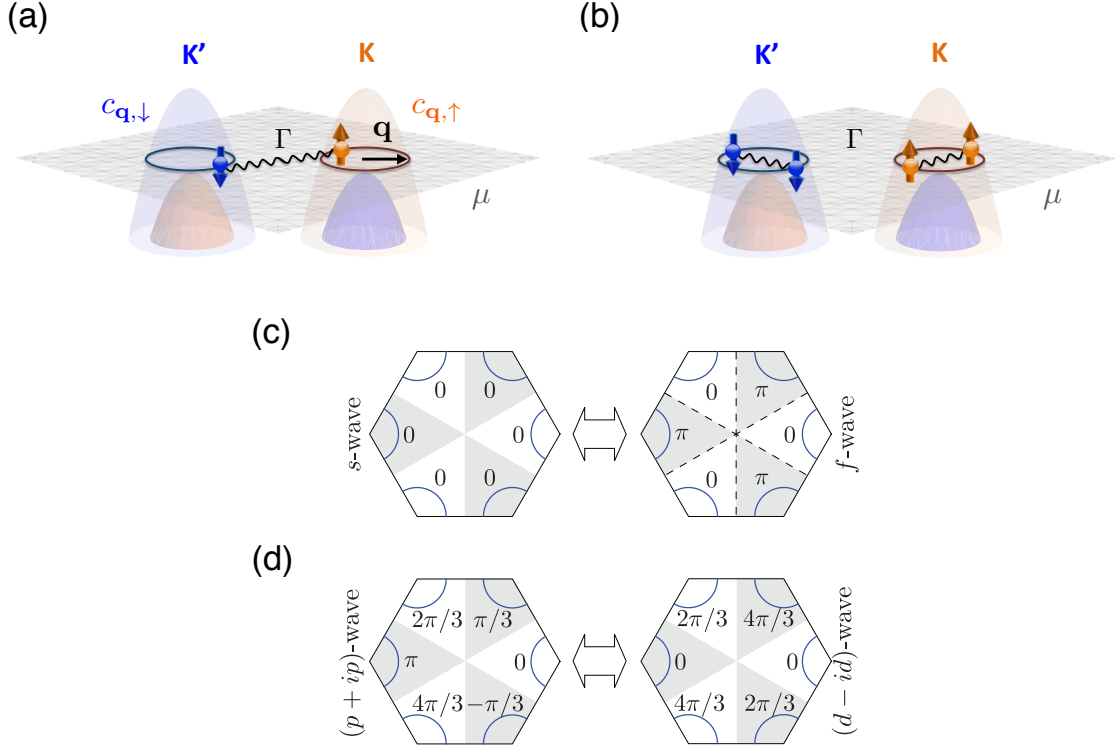 (a)
(b)
K'
K
K'
K
c_{q,↓}
Γ
q
c_{q,↑}
μ
Γ
μ
(c)
s-wave
0 0
0 0
0 0
0 π
π 0
0 π
f-wave
(d)
(p + ip)-wave
2π/3 π/3
π 0
4π/3 −π/3
2π/3 4π/3
0 0
4π/3 2π/3
(d − id)-wave